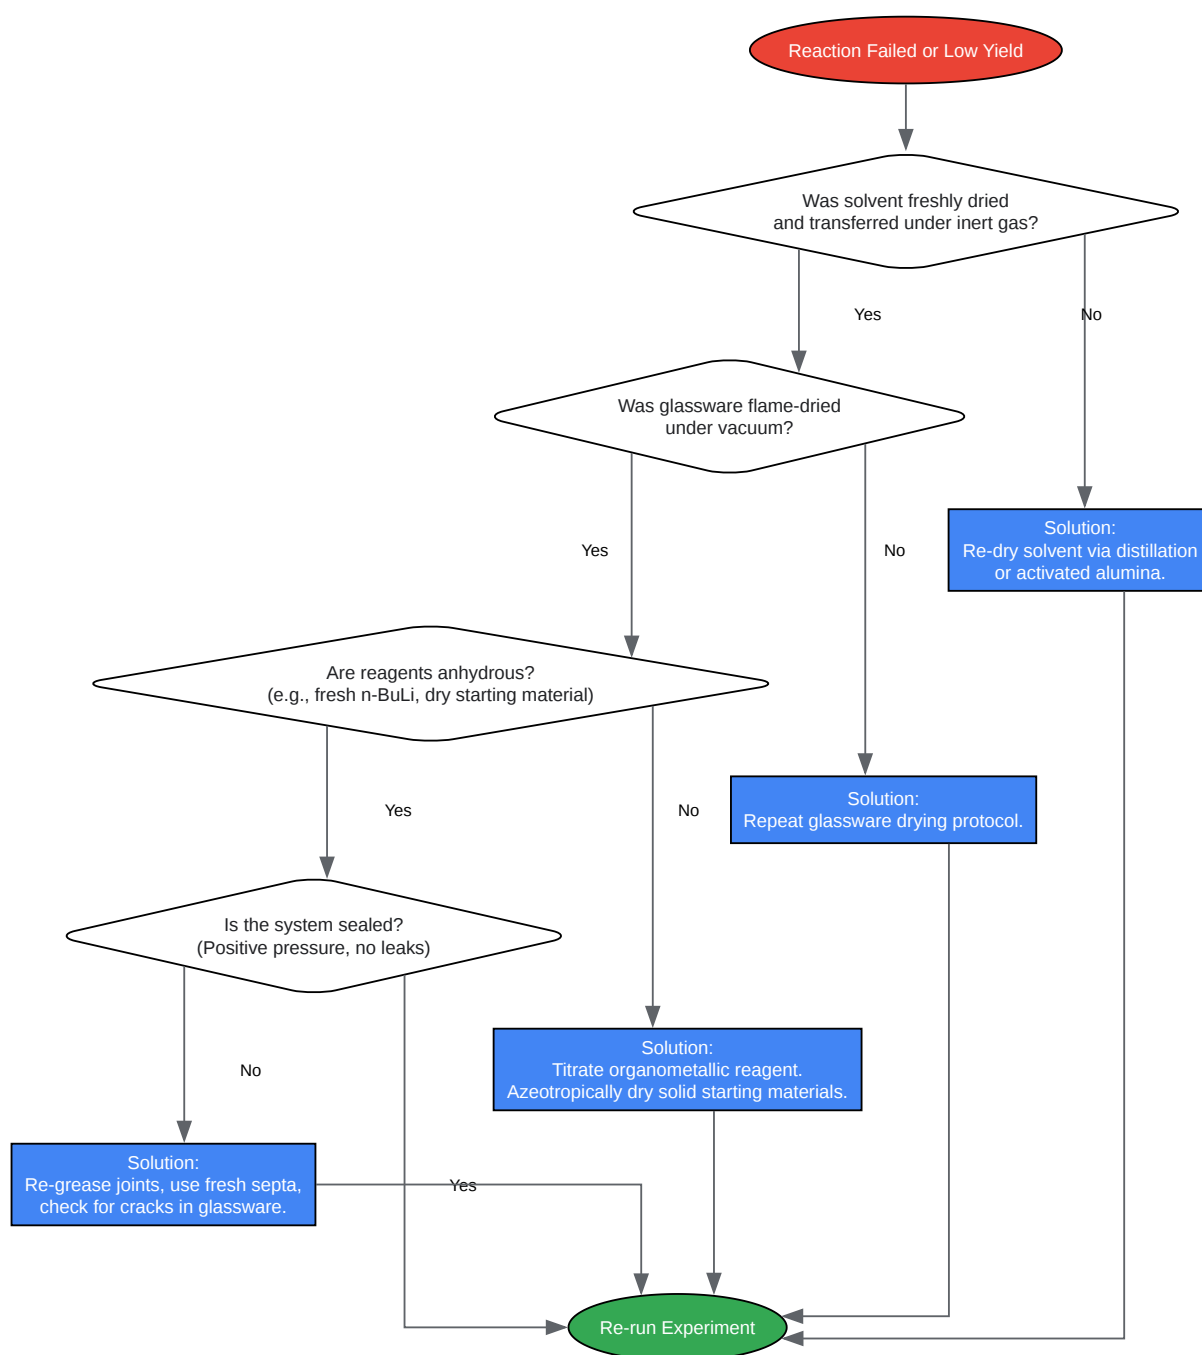 Reaction Failed or Low Yield
Was solvent freshly dried
and transferred under inert gas?
Yes
No
Was glassware flame-dried
under vacuum?
Yes
No
Solution:
Re-dry solvent via distillation
or activated alumina.
Are reagents anhydrous?
(e.g., fresh n-BuLi, dry starting material)
Yes
No
Solution:
Repeat glassware drying protocol.
Is the system sealed?
(Positive pressure, no leaks)
No
Yes
Solution:
Titrate organometallic reagent.
Azeotropically dry solid starting materials.
Solution:
Re-grease joints, use fresh septa,
check for cracks in glassware.
Re-run Experiment